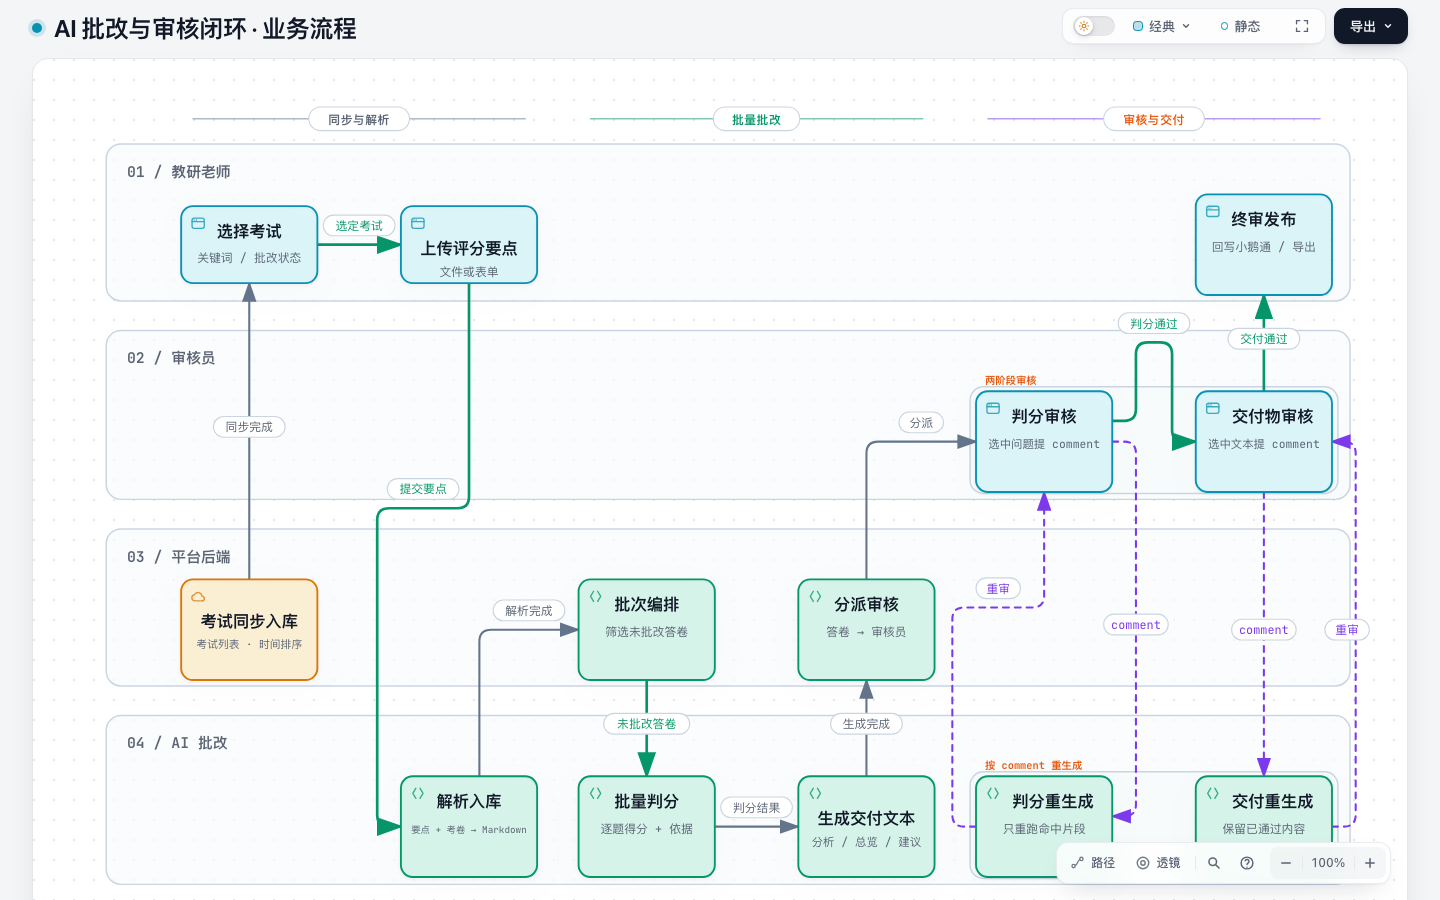 AI 批改与审核闭环 · 业务流程
经典
静态
导出
同步与解析
批量批改
审核与交付
01 / 教研老师
选择考试
关键词 / 批改状态
选定考试
上传评分要点
文件或表单
终审发布
回写小鹅通 / 导出
判分通过
交付通过
02 / 审核员
两阶段审核
判分审核
选中问题提 comment
交付物审核
选中文本提 comment
分派
同步完成
提交要点
03 / 平台后端
考试同步入库
考试列表 · 时间排序
解析完成
批次编排
筛选未批改答卷
分派审核
答卷 → 审核员
重审
comment
comment
重审
未批改答卷
生成完成
04 / AI 批改
解析入库
要点 + 考卷 → Markdown
批量判分
逐题得分 + 依据
判分结果
生成交付文本
分析 / 总览 / 建议
按 comment 重生成
判分重生成
只重跑命中片段
交付重生成
保留已通过内容
路径
透镜
100%